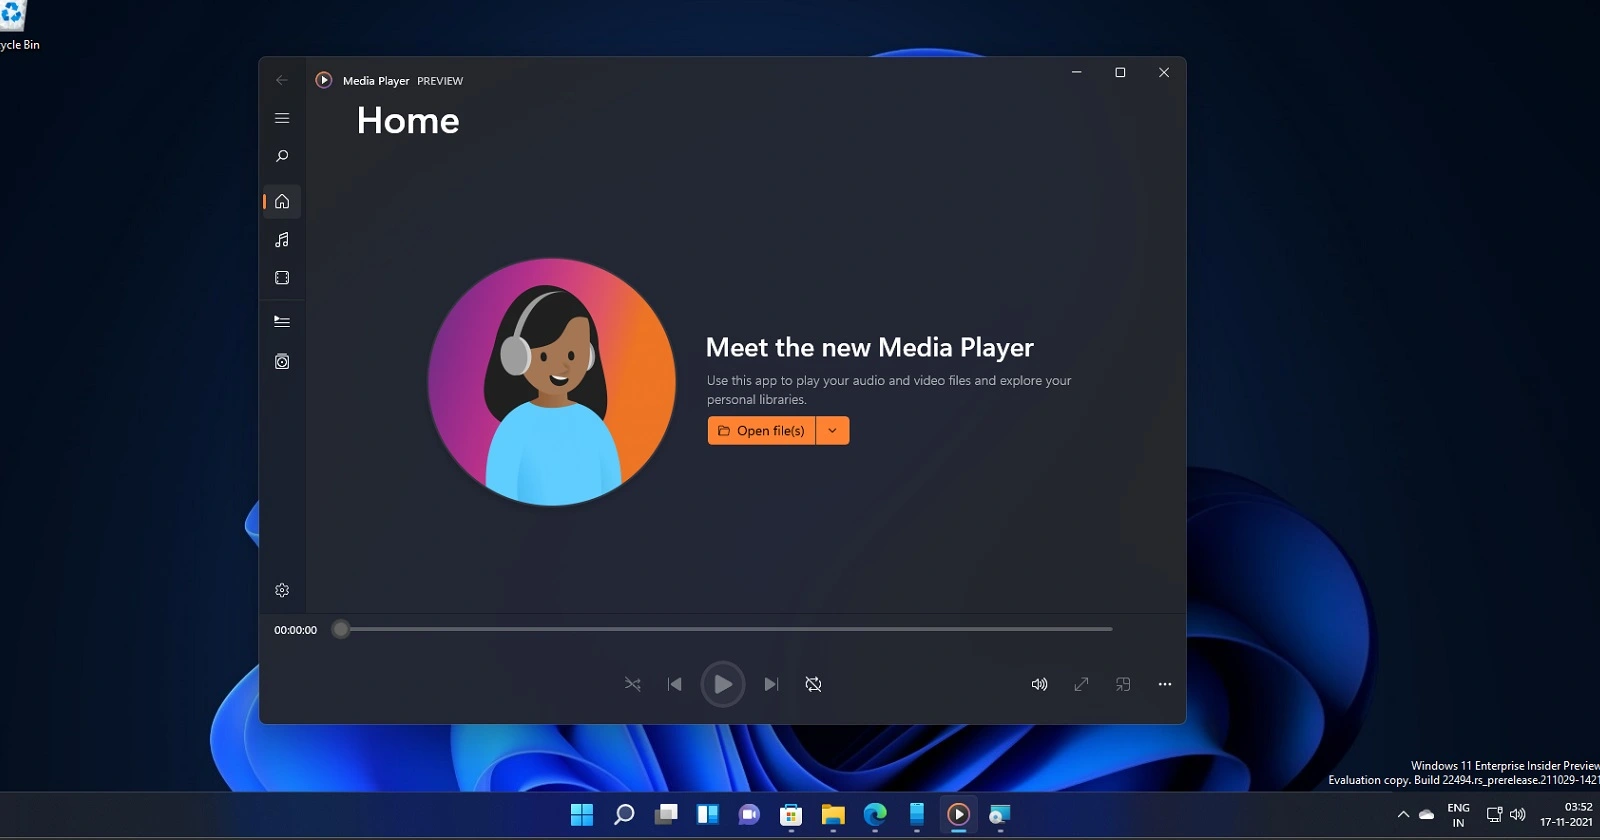 ycle Bin
Media Player PREVIEW
Home
Meet the new Media Player
Use this app to play your audio and video files and explore your
personal libraries.
Open file(s)
00:00:00
Windows 11 Enterprise Insider Preview
Evaluation copy. Build 22494.rs_prerelease.211029-1421
ENG
IN
03:52
17-11-2021